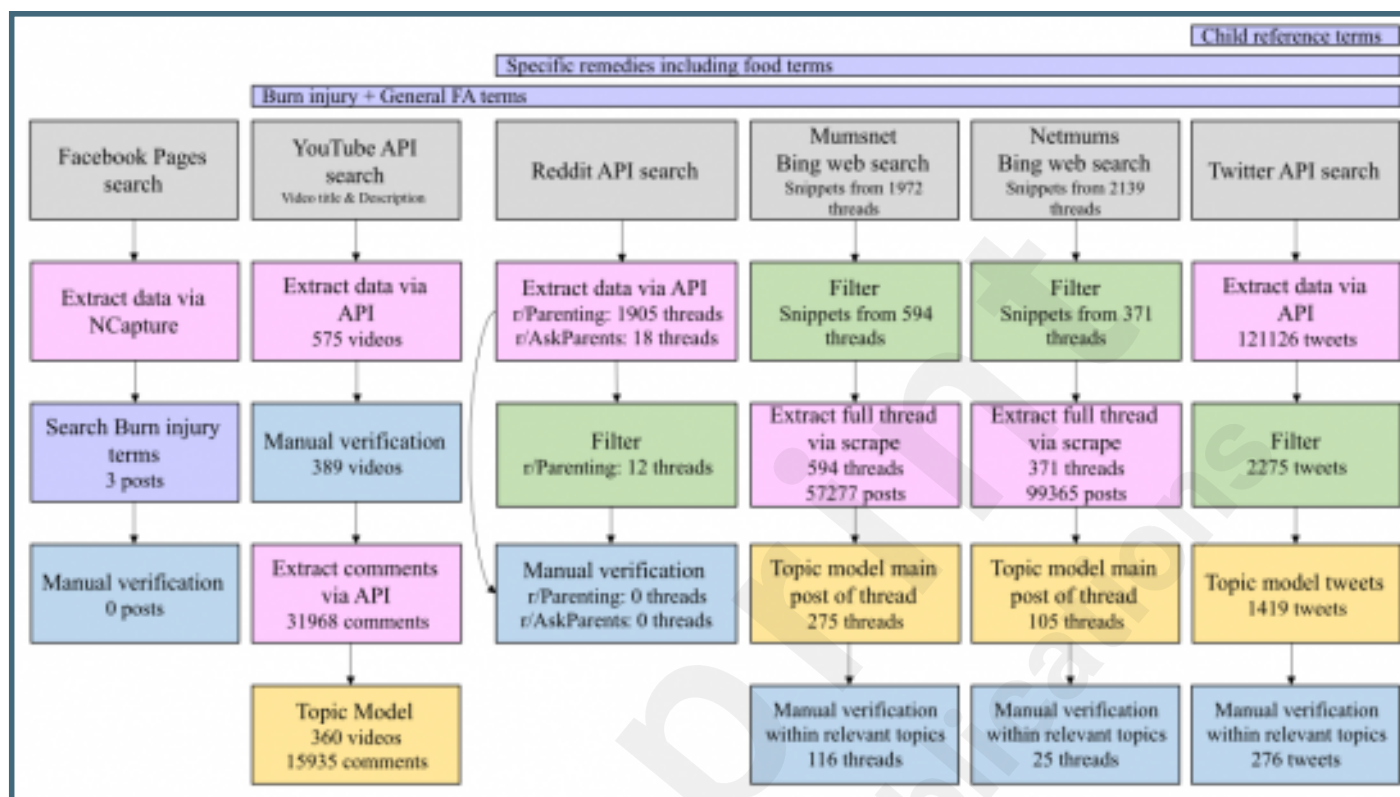 Child reference terms
Specific remedies including food terms
Burn injury + General FA terms
Facebook Pages
search
YouTube API
search
Video title & Description
Reddit API search
Mumsnet
Bing web search
Snippets from 1972
threads
Netmums
Bing web search
Snippets from 2139
threads
Twitter API search
Extract data via
NCapture
Extract data via
API
575 videos
Extract data via API
r/Parenting: 1905 threads
r/AskParents: 18 threads
Filter
Snippets from 594
threads
Filter
Snippets from 371
threads
Extract data via
API
121126 tweets
Search Burn injury
terms
3 posts
Manual verification
389 videos
Filter
r/Parenting: 12 threads
Extract full thread
via scrape
594 threads
57277 posts
Extract full thread
via scrape
371 threads
99365 posts
Filter
2275 tweets
Manual verification
0 posts
Extract comments
via API
31968 comments
Manual verification
r/Parenting: 0 threads
r/AskParents: 0 threads
Topic model main
post of thread
275 threads
Topic model main
post of thread
105 threads
Topic model tweets
1419 tweets
Topic Model
360 videos
15935 comments
Manual verification
within relevant topics
116 threads
Manual verification
within relevant topics
25 threads
Manual verification
within relevant topics
276 tweets